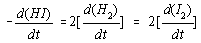 - d(HI)/dt = 2[d(H₂)/dt] = 2[d(I₂)/dt]